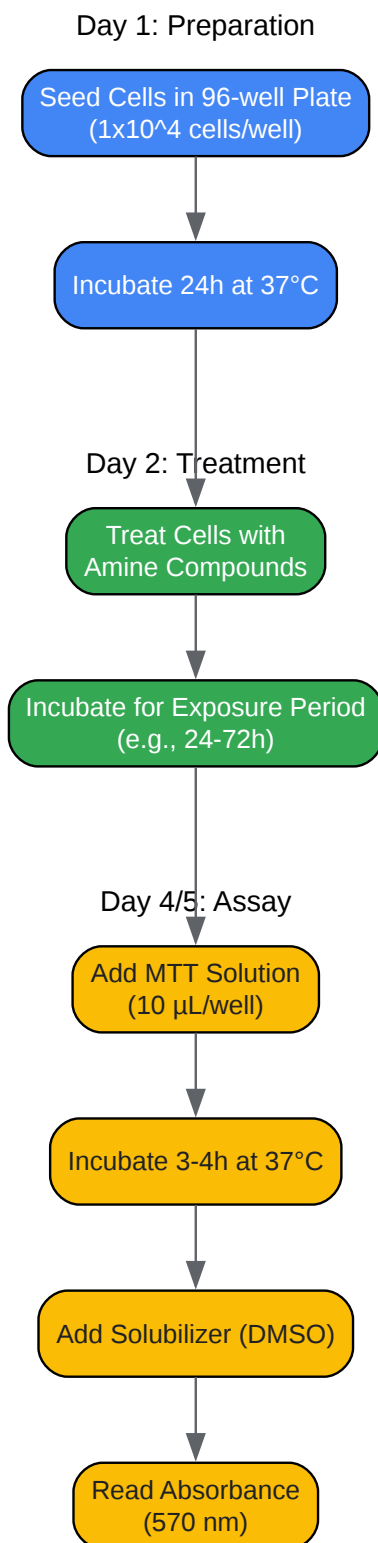 Day 1: Preparation
Seed Cells in 96-well Plate
(1x10^4 cells/well)
Incubate 24h at 37°C
Day 2: Treatment
Treat Cells with
Amine Compounds
Incubate for Exposure Period
(e.g., 24-72h)
Day 4/5: Assay
Add MTT Solution
(10 µL/well)
Incubate 3-4h at 37°C
Add Solubilizer (DMSO)
Read Absorbance
(570 nm)